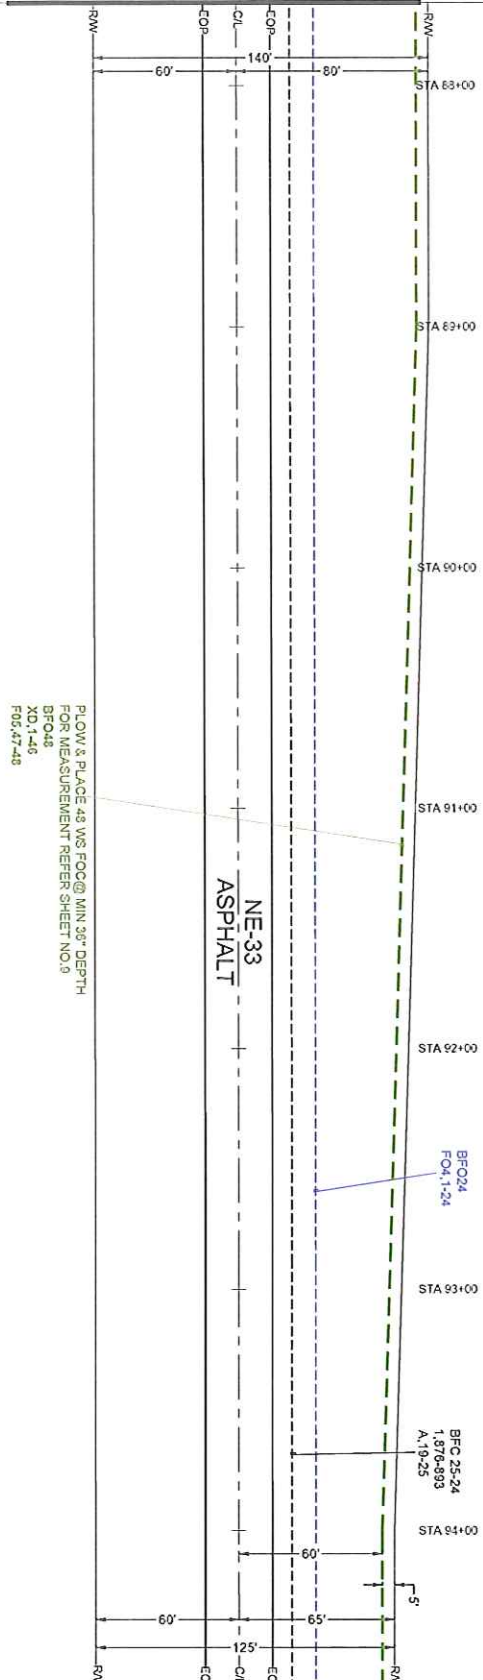 R/W
EOP
C/L
EOP
R/W
140'
60'
80'
STA 88+00
STA 89+00
STA 90+00
STA 91+00
STA 92+00
STA 93+00
STA 94+00
PLOW & PLACE 48 WS FOC@ MIN 36" DEPTH
FOR MEASUREMENT REFER SHEET NO.9
BFO48
XD,1-46
F05,47-48
NE-33
ASPHALT
BFO24
FO4,1-24
BFC 25-24
1,876-893
A,19-25
60'
5'
60'
65'
125'